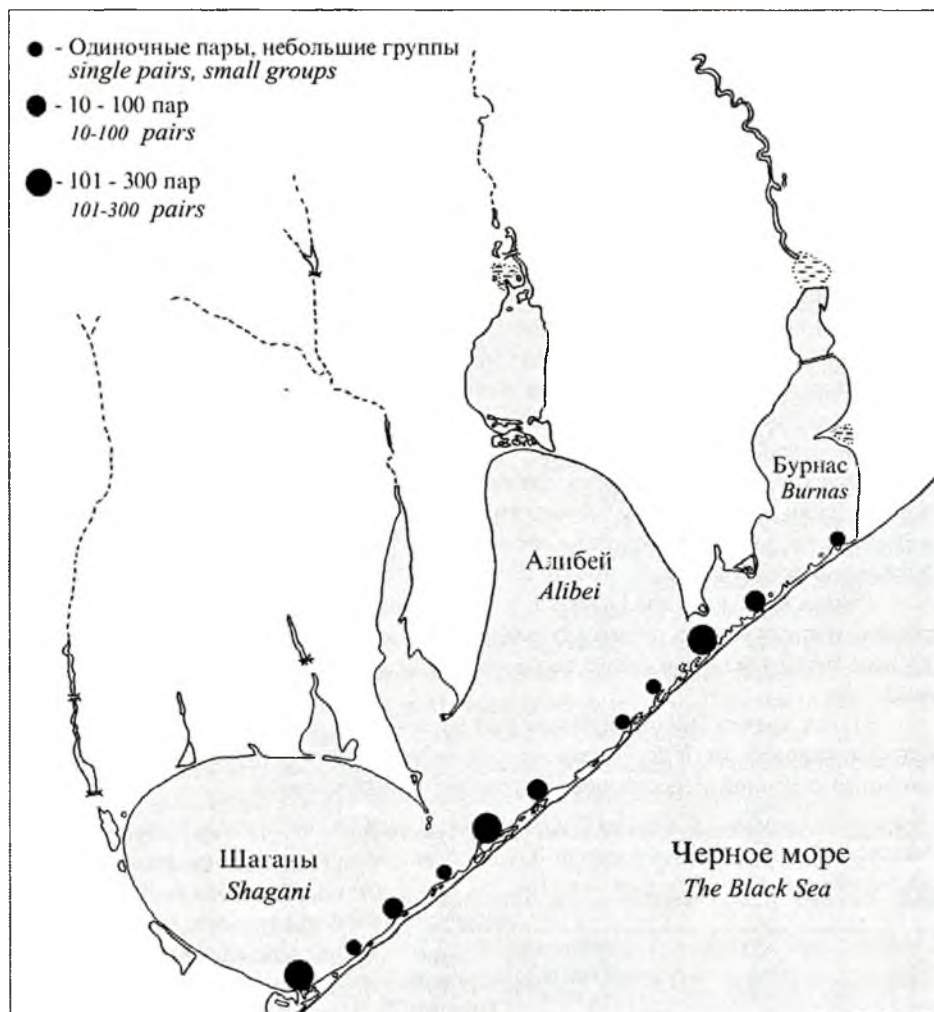 - Одиночные пары, небольшие группы
single pairs, small groups
- 10 - 100 пар
10-100 pairs
- 101 - 300 пар
101-300 pairs
Бурнас
Burnas
Алибей
Alibei
Шаганы
Shagani
Черное море
The Black Sea